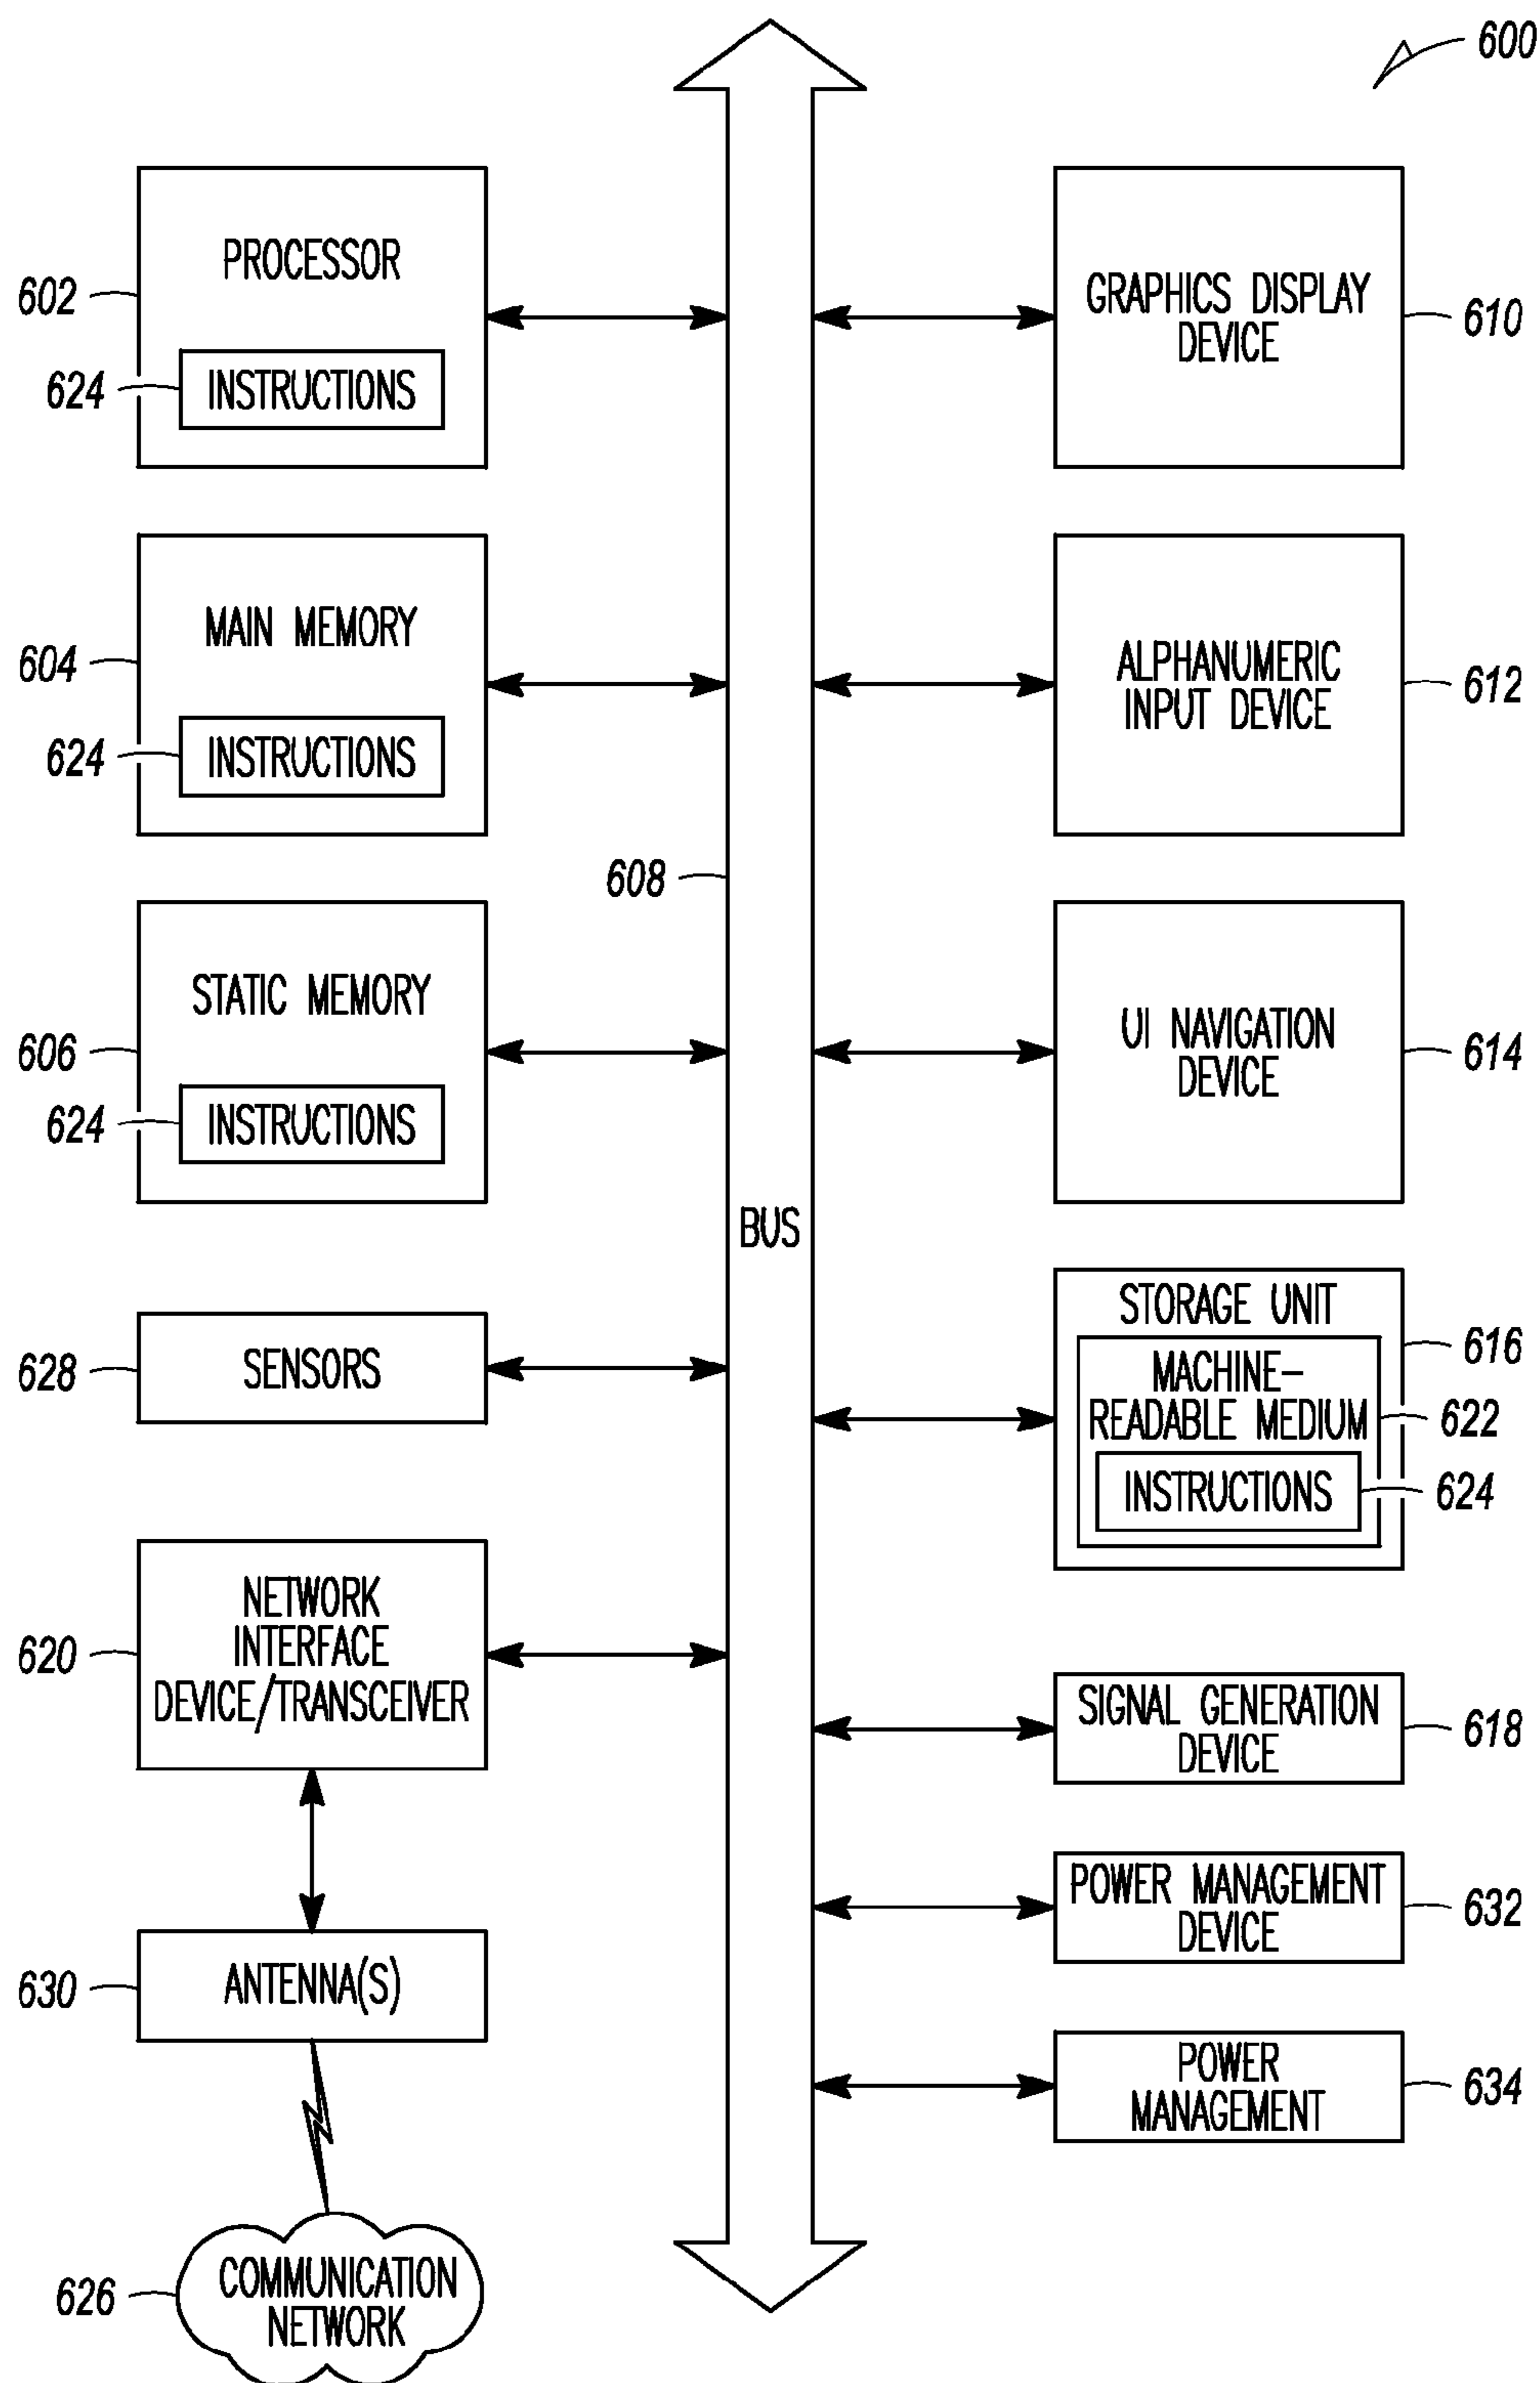 600
PROCESSOR
602
624
INSTRUCTIONS
GRAPHICS DISPLAY
DEVICE
610
MAIN MEMORY
604
624
INSTRUCTIONS
ALPHANUMERIC
INPUT DEVICE
612
608
STATIC MEMORY
606
624
INSTRUCTIONS
UI NAVIGATION
DEVICE
614
BUS
SENSORS
628
STORAGE UNIT
616
MACHINE-
READABLE MEDIUM
622
INSTRUCTIONS
624
NETWORK
INTERFACE
DEVICE/TRANSCEIVER
620
SIGNAL GENERATION
DEVICE
618
POWER MANAGEMENT
DEVICE
632
ANTENNA(S)
630
POWER
MANAGEMENT
634
COMMUNICATION
NETWORK
626